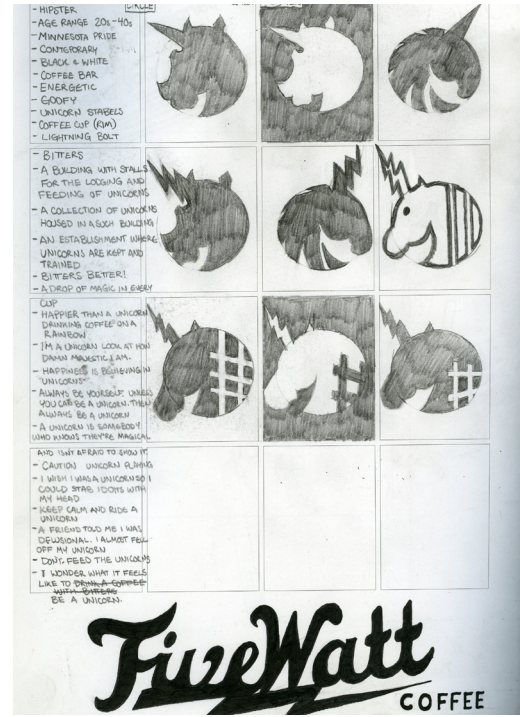 CIRCLE
- HIPSTER
- AGE RANGE 20s-40s
- MINNESOTA PRIDE
- CONTEPORARY
- BLACK & WHITE
- COFFEE BAR
- ENERGETIC
- GOOFY
- UNICORN STABELS
- COFFEE CUP (RIM)
- LIGHTNING BOLT
- BITTERS
- A BUILDING WITH STALLS
FOR THE LODGING AND
FEEDING OF UNICORNS
- A COLLECTION OF UNICORNS
HOUSED IN A SUCH BUILDING
- AN ESTABLISHMENT WHERE
UNICORNS ARE KEPT AND
TRAINED
- BITTERS BETTER!
- A DROP OF MAGIC IN EVERY
CUP
- HAPPIER THAN A UNICORN
DRINKING COFFEE ON A
RAINBOW
- I'M A UNICORN LOOK AT HOW
DAMN MAJESTIC I AM.
- HAPPINESS IS BELIEVING IN
"UNICORNS"
- ALWAYS BE YOURSELF UNLESS
YOU CAN BE A UNICORN. THEN
ALWAYS BE A UNICORN
- A UNICORN IS SOMEBODY
WHO KNOWS THEY'RE MAGICAL
AND ISN'T AFRAID TO SHOW IT.
- CAUTION UNICORN PLAYING
- I WISH I WAS A UNICORN SO I
COULD STAB IDIOTS WITH
MY HEAD
- KEEP CALM AND RIDE A
UNICORN
- A FRIEND TOLD ME I WAS
DELUSIONAL. I ALMOST FELL
OFF MY UNICORN
- DON'T FEED THE UNICORNS
- I WONDER WHAT IT FEELS
LIKE TO DRINK A COFFEE
WITH BITTERS
BE A UNICORN.
FiveWatt
COFFEE